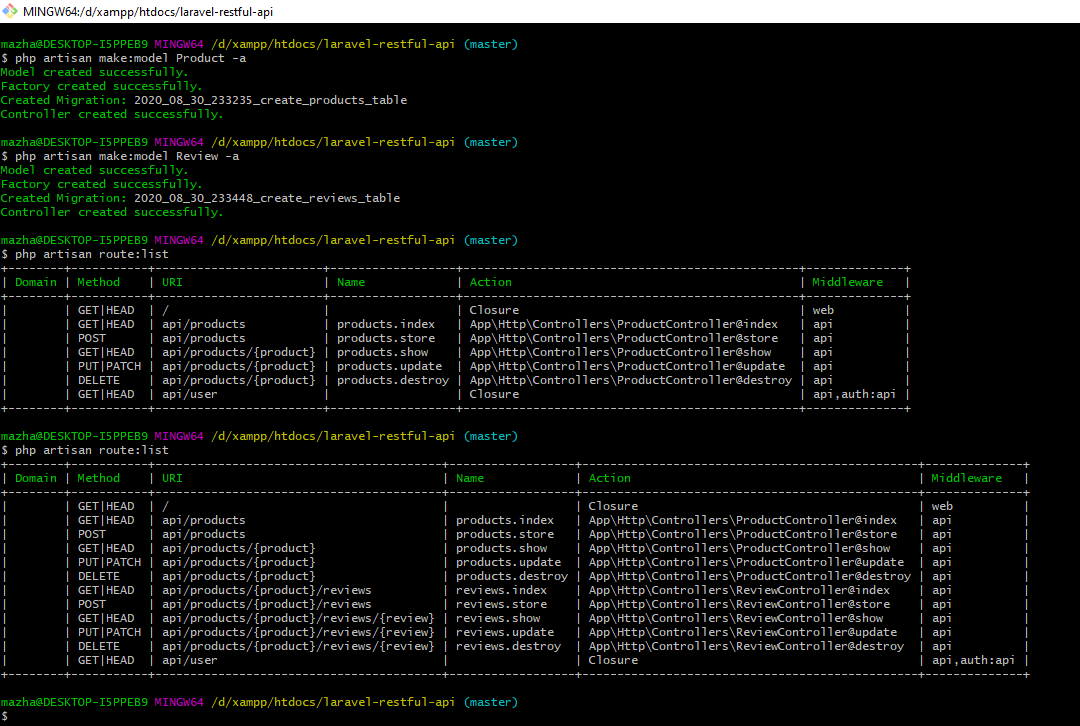 MINGW64:/d/xampp/htdocs/laravel-restful-api
mazha@DESKTOP-I5PPEB9 MINGW64 /d/xampp/htdocs/laravel-restful-api (master)
$ php artisan make:model Product -a
Model created successfully.
Factory created successfully.
Created Migration: 2020_08_30_233235_create_products_table
Controller created successfully.
mazha@DESKTOP-I5PPEB9 MINGW64 /d/xampp/htdocs/laravel-restful-api (master)
$ php artisan make:model Review -a
Model created successfully.
Factory created successfully.
Created Migration: 2020_08_30_233448_create_reviews_table
Controller created successfully.
mazha@DESKTOP-I5PPEB9 MINGW64 /d/xampp/htdocs/laravel-restful-api (master)
$ php artisan route:list
+--------+-----------+------------------------+------------------+------------------------------------------------+--------------+
| Domain | Method | URI | Name | Action | Middleware |
+--------+-----------+------------------------+------------------+------------------------------------------------+--------------+
| | GET|HEAD | / | | Closure | web |
| | GET|HEAD | api/products | products.index | App\Http\Controllers\ProductController@index | api |
| | POST | api/products | products.store | App\Http\Controllers\ProductController@store | api |
| | GET|HEAD | api/products/{product} | products.show | App\Http\Controllers\ProductController@show | api |
| | PUT|PATCH | api/products/{product} | products.update | App\Http\Controllers\ProductController@update | api |
| | DELETE | api/products/{product} | products.destroy | App\Http\Controllers\ProductController@destroy | api |
| | GET|HEAD | api/user | | Closure | api,auth:api |
+--------+-----------+------------------------+------------------+------------------------------------------------+--------------+
mazha@DESKTOP-I5PPEB9 MINGW64 /d/xampp/htdocs/laravel-restful-api (master)
$ php artisan route:list
+--------+-----------+-----------------------------------------+------------------+------------------------------------------------+--------------+
| Domain | Method | URI | Name | Action | Middleware |
+--------+-----------+-----------------------------------------+------------------+------------------------------------------------+--------------+
| | GET|HEAD | / | | Closure | web |
| | GET|HEAD | api/products | products.index | App\Http\Controllers\ProductController@index | api |
| | POST | api/products | products.store | App\Http\Controllers\ProductController@store | api |
| | GET|HEAD | api/products/{product} | products.show | App\Http\Controllers\ProductController@show | api |
| | PUT|PATCH | api/products/{product} | products.update | App\Http\Controllers\ProductController@update | api |
| | DELETE | api/products/{product} | products.destroy | App\Http\Controllers\ProductController@destroy | api |
| | GET|HEAD | api/products/{product}/reviews | reviews.index | App\Http\Controllers\ReviewController@index | api |
| | POST | api/products/{product}/reviews | reviews.store | App\Http\Controllers\ReviewController@store | api |
| | GET|HEAD | api/products/{product}/reviews/{review} | reviews.show | App\Http\Controllers\ReviewController@show | api |
| | PUT|PATCH | api/products/{product}/reviews/{review} | reviews.update | App\Http\Controllers\ReviewController@update | api |
| | DELETE | api/products/{product}/reviews/{review} | reviews.destroy | App\Http\Controllers\ReviewController@destroy | api |
| | GET|HEAD | api/user | | Closure | api,auth:api |
+--------+-----------+-----------------------------------------+------------------+------------------------------------------------+--------------+
mazha@DESKTOP-I5PPEB9 MINGW64 /d/xampp/htdocs/laravel-restful-api (master)
$